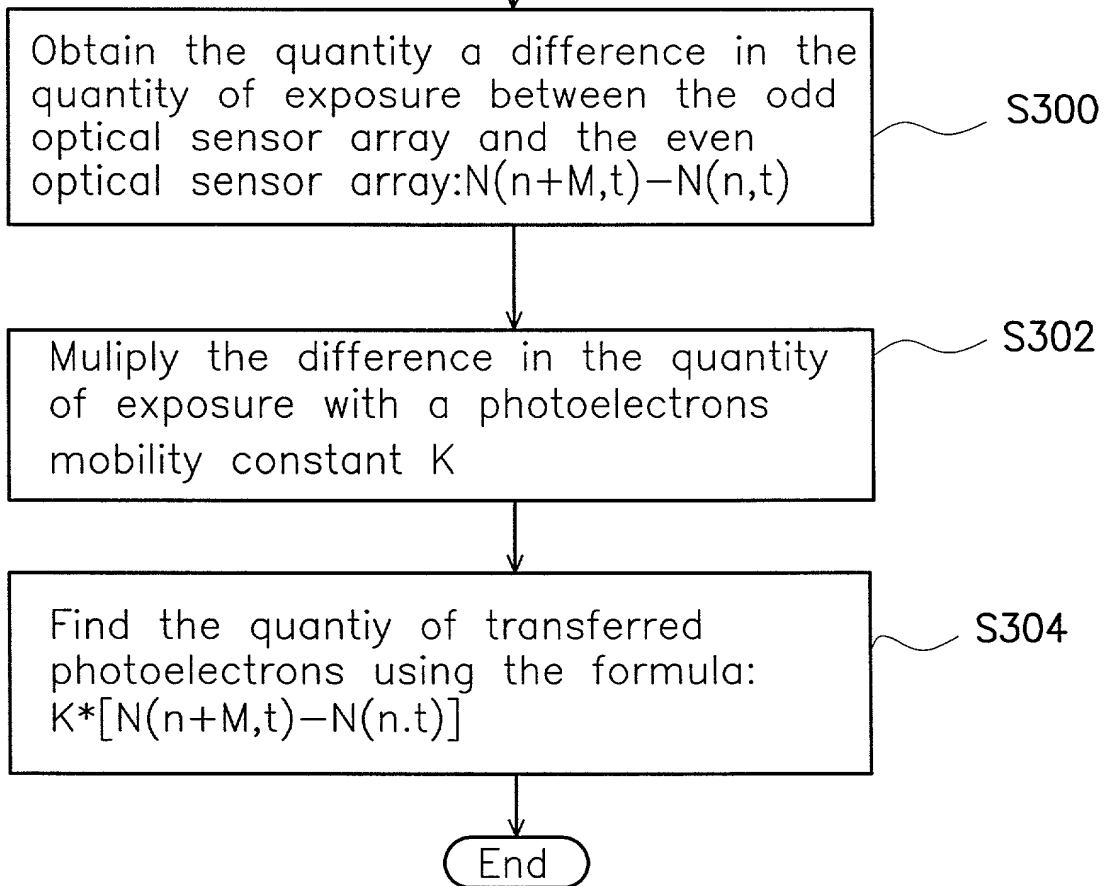 Obtain the quantity a difference in the
quantity of exposure between the odd
optical sensor array and the even
optical sensor array:N(n+M,t)−N(n,t)
S300
Muliply the difference in the quantity
of exposure with a photoelectrons
mobility constant K
S302
Find the quantiy of transferred
photoelectrons using the formula:
K*[N(n+M,t)−N(n.t)]
S304
End